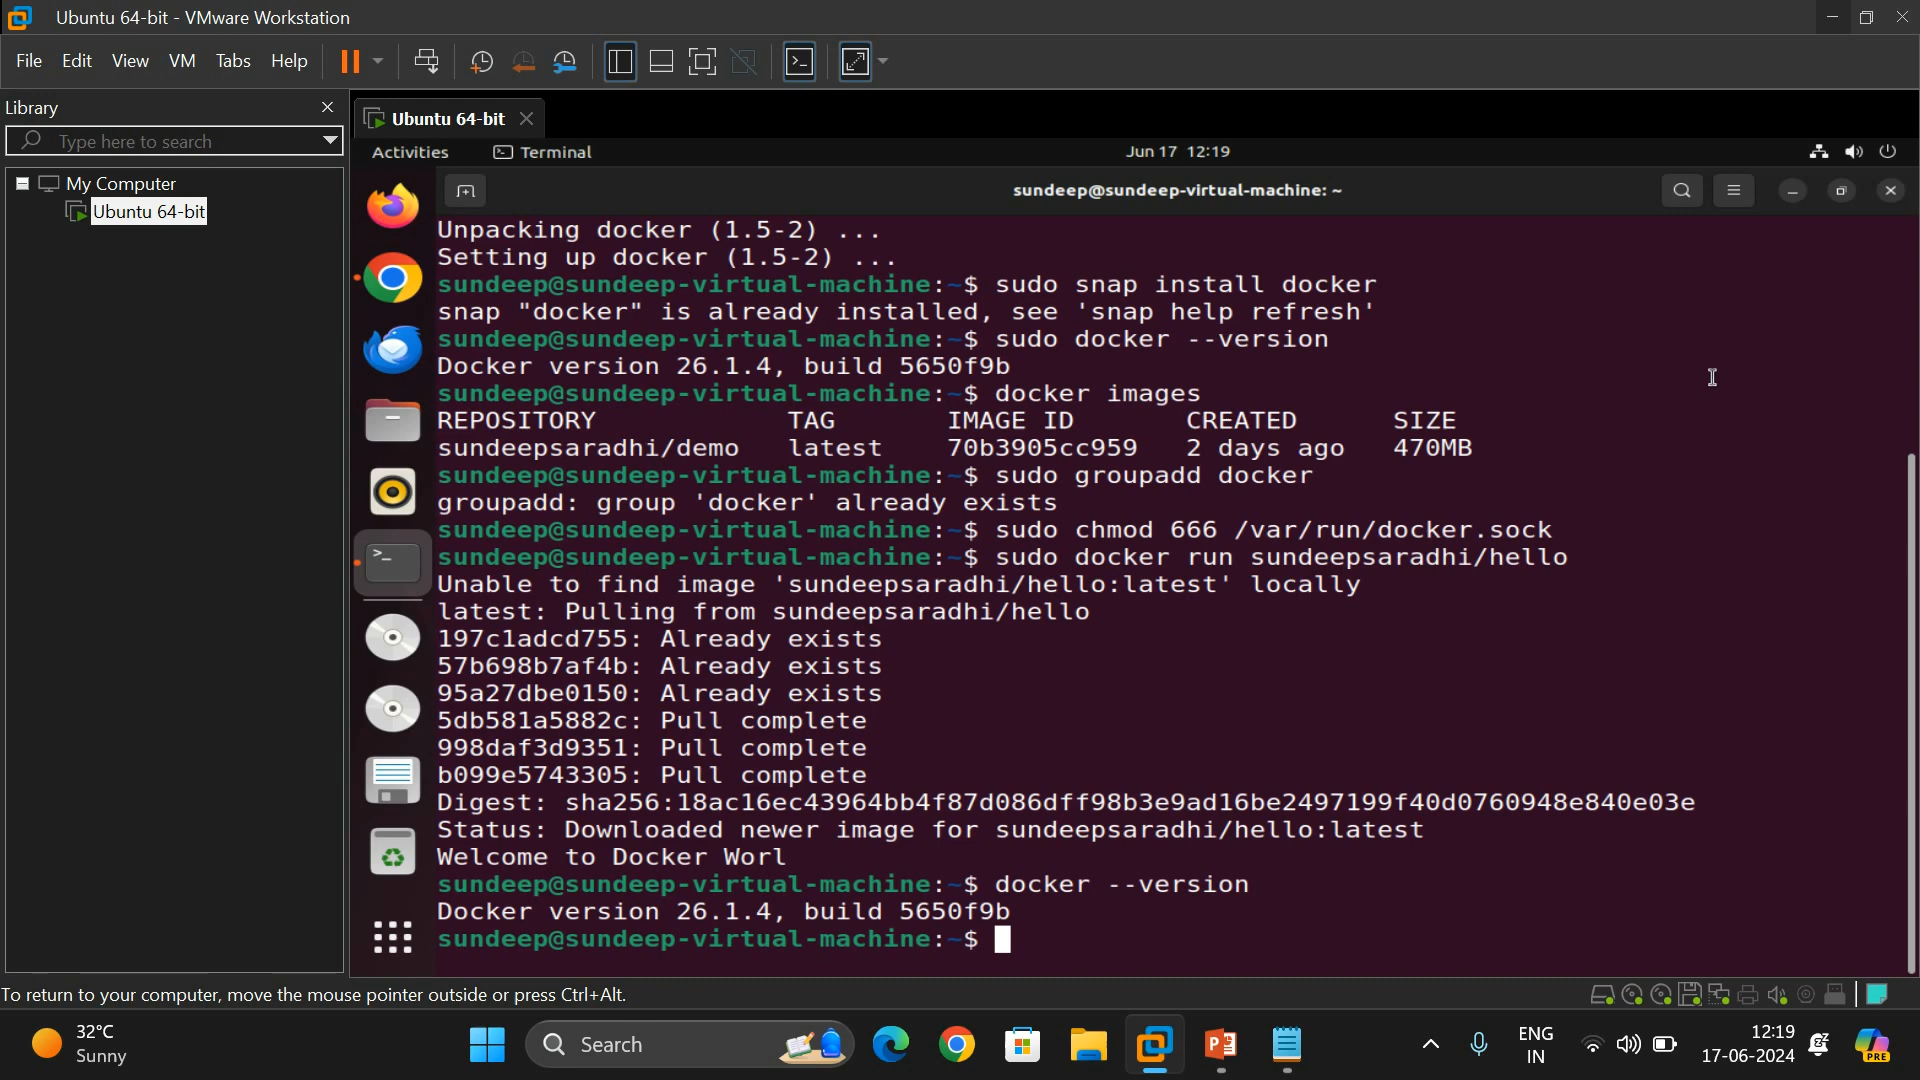 Ubuntu 64-bit - VMware Workstation
File Edit View VM Tabs Help
Library
Type here to search
My Computer
Ubuntu 64-bit
Ubuntu 64-bit
Activities Terminal Jun 17 12:19
sundeep@sundeep-virtual-machine: ~
Unpacking docker (1.5-2) ...
Setting up docker (1.5-2) ...
sundeep@sundeep-virtual-machine:~$ sudo snap install docker
snap "docker" is already installed, see 'snap help refresh'
sundeep@sundeep-virtual-machine:~$ sudo docker --version
Docker version 26.1.4, build 5650f9b
sundeep@sundeep-virtual-machine:~$ docker images
REPOSITORY TAG IMAGE ID CREATED SIZE
sundeepsaradhi/demo latest 70b3905cc959 2 days ago 470MB
sundeep@sundeep-virtual-machine:~$ sudo groupadd docker
groupadd: group 'docker' already exists
sundeep@sundeep-virtual-machine:~$ sudo chmod 666 /var/run/docker.sock
sundeep@sundeep-virtual-machine:~$ sudo docker run sundeepsaradhi/hello
Unable to find image 'sundeepsaradhi/hello:latest' locally
latest: Pulling from sundeepsaradhi/hello
197c1adcd755: Already exists
57b698b7af4b: Already exists
95a27dbe0150: Already exists
5db581a5882c: Pull complete
998daf3d9351: Pull complete
b099e5743305: Pull complete
Digest: sha256:18ac16ec43964bb4f87d086dff98b3e9ad16be2497199f40d0760948e840e03e
Status: Downloaded newer image for sundeepsaradhi/hello:latest
Welcome to Docker Worl
sundeep@sundeep-virtual-machine:~$ docker --version
Docker version 26.1.4, build 5650f9b
sundeep@sundeep-virtual-machine:~$
To return to your computer, move the mouse pointer outside or press Ctrl+Alt.
32°C
Sunny
Search
ENG
IN
12:19
17-06-2024
PRE